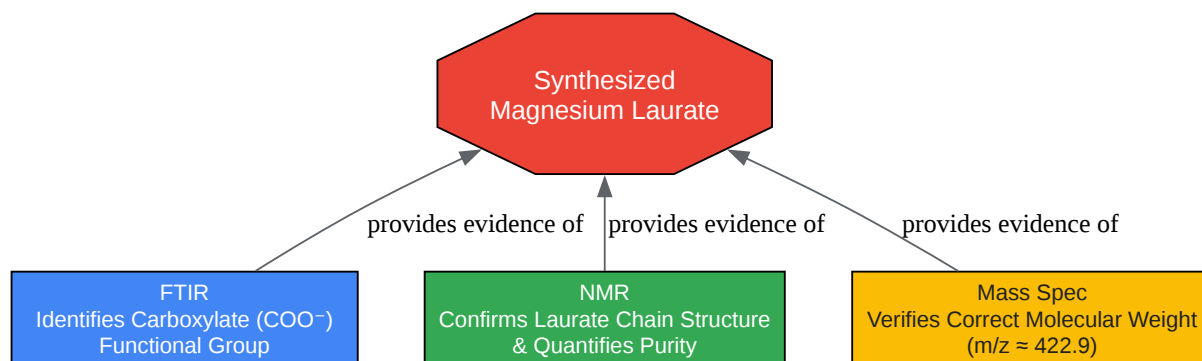 Synthesized
Magnesium Laurate
provides evidence of
provides evidence of
provides evidence of
FTIR
Identifies Carboxylate (COO⁻)
Functional Group
NMR
Confirms Laurate Chain Structure
& Quantifies Purity
Mass Spec
Verifies Correct Molecular Weight
(m/z ≈ 422.9)